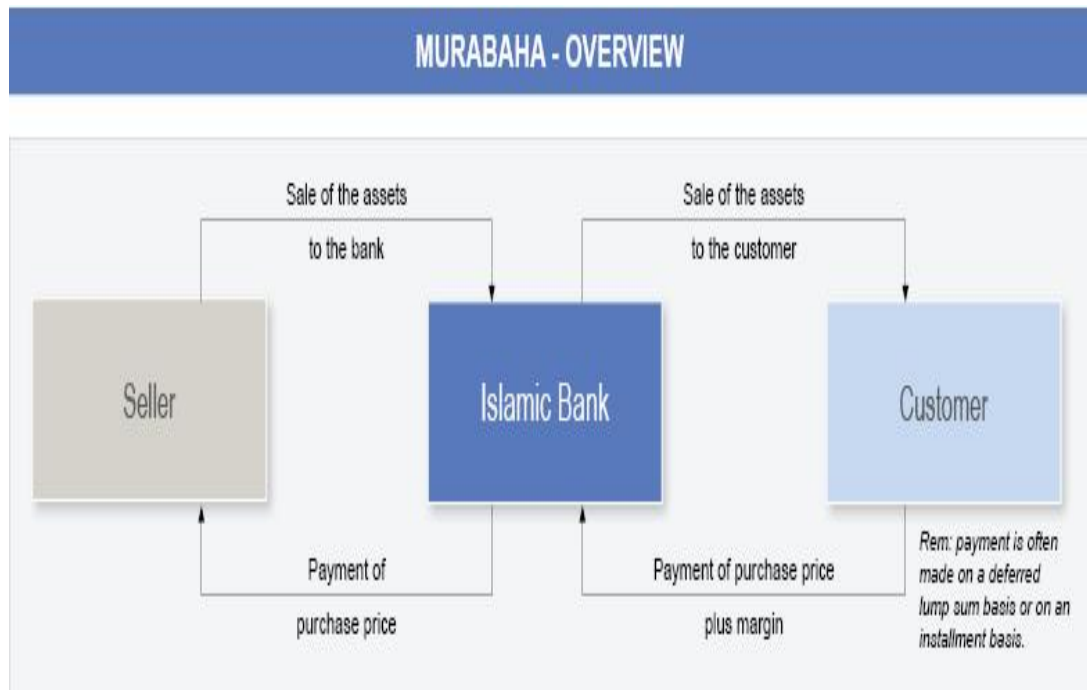 MURABAHA - OVERVIEW
Sale of the assets
to the bank
Sale of the assets
to the customer
Seller
Islamic Bank
Customer
Payment of
purchase price
Payment of purchase price
plus margin
Rem: payment is often
made on a deferred
lump sum basis or on an
installment basis.